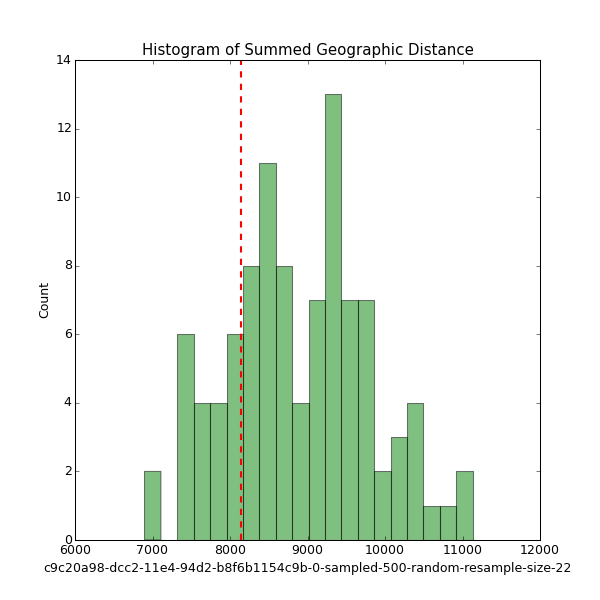 Histogram of Summed Geographic Distance
14
12
10
8
6
4
2
0
Count
6000 7000 8000 9000 10000 11000 12000
c9c20a98-dcc2-11e4-94d2-b8f6b1154c9b-0-sampled-500-random-resample-size-22